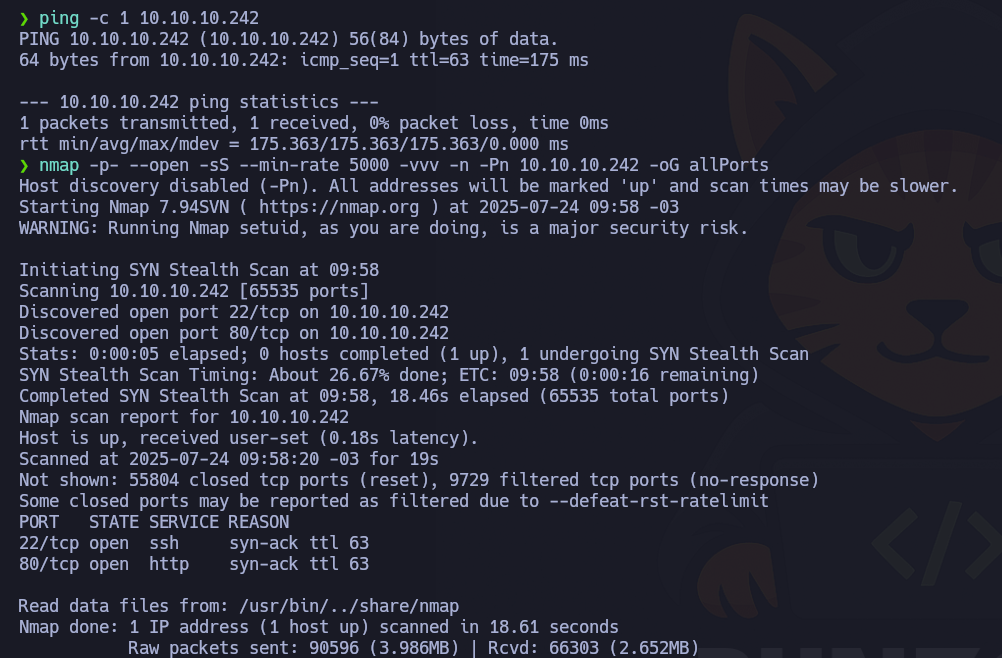 ❯ ping -c 1 10.10.10.242
PING 10.10.10.242 (10.10.10.242) 56(84) bytes of data.
64 bytes from 10.10.10.242: icmp_seq=1 ttl=63 time=175 ms
--- 10.10.10.242 ping statistics ---
1 packets transmitted, 1 received, 0% packet loss, time 0ms
rtt min/avg/max/mdev = 175.363/175.363/175.363/0.000 ms
❯ nmap -p- --open -sS --min-rate 5000 -vvv -n -Pn 10.10.10.242 -oG allPorts
Host discovery disabled (-Pn). All addresses will be marked 'up' and scan times may be slower.
Starting Nmap 7.94SVN ( https://nmap.org ) at 2025-07-24 09:58 -03
WARNING: Running Nmap setuid, as you are doing, is a major security risk.
Initiating SYN Stealth Scan at 09:58
Scanning 10.10.10.242 [65535 ports]
Discovered open port 22/tcp on 10.10.10.242
Discovered open port 80/tcp on 10.10.10.242
Stats: 0:00:05 elapsed; 0 hosts completed (1 up), 1 undergoing SYN Stealth Scan
SYN Stealth Scan Timing: About 26.67% done; ETC: 09:58 (0:00:16 remaining)
Completed SYN Stealth Scan at 09:58, 18.46s elapsed (65535 total ports)
Nmap scan report for 10.10.10.242
Host is up, received user-set (0.18s latency).
Scanned at 2025-07-24 09:58:20 -03 for 19s
Not shown: 55804 closed tcp ports (reset), 9729 filtered tcp ports (no-response)
Some closed ports may be reported as filtered due to --defeat-rst-ratelimit
PORT   STATE SERVICE REASON
22/tcp open  ssh     syn-ack ttl 63
80/tcp open  http    syn-ack ttl 63
Read data files from: /usr/bin/../share/nmap
Nmap done: 1 IP address (1 host up) scanned in 18.61 seconds
           Raw packets sent: 90596 (3.986MB) | Rcvd: 66303 (2.652MB)